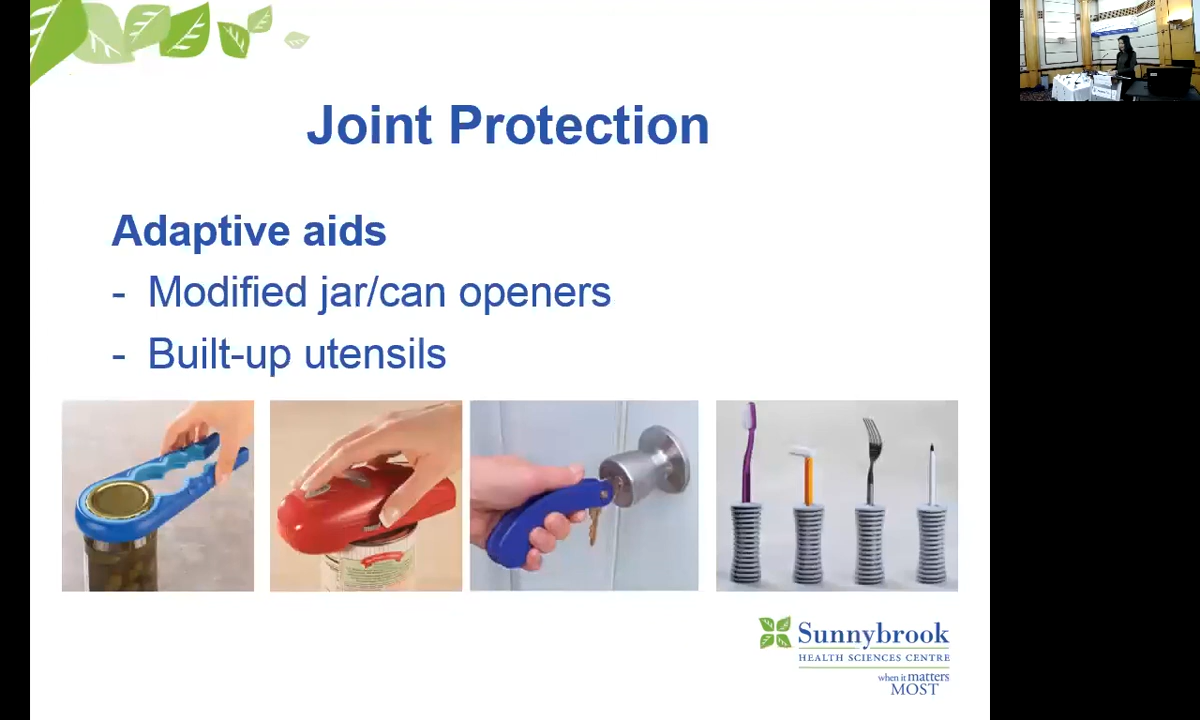 Joint Protection
Adaptive aids
- Modified jar/can openers
- Built-up utensils
Sunnybrook
HEALTH SCIENCES CENTRE
when it matters
MOST